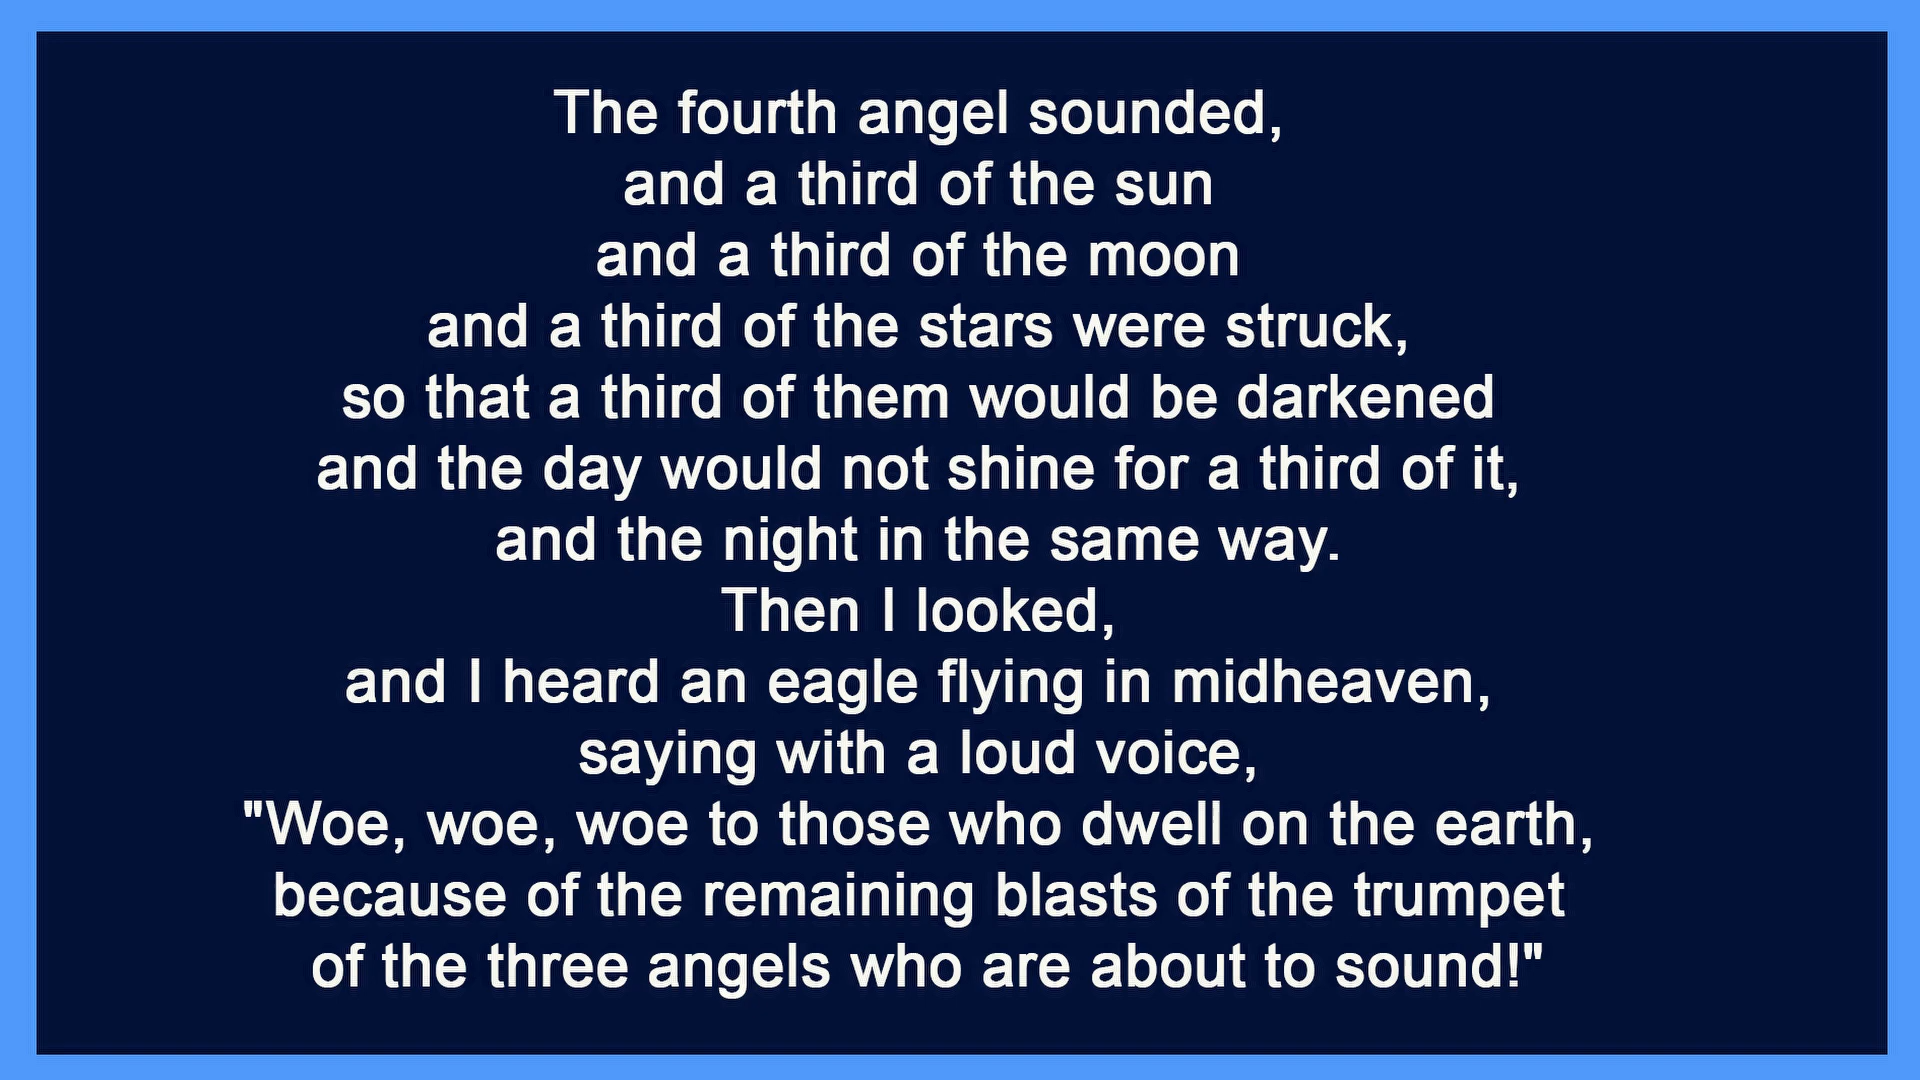 The fourth angel sounded,
and a third of the sun
and a third of the moon
and a third of the stars were struck,
so that a third of them would be darkened
and the day would not shine for a third of it,
and the night in the same way.
Then I looked,
and I heard an eagle flying in midheaven,
saying with a loud voice,
"Woe, woe, woe to those who dwell on the earth,
because of the remaining blasts of the trumpet
of the three angels who are about to sound!"